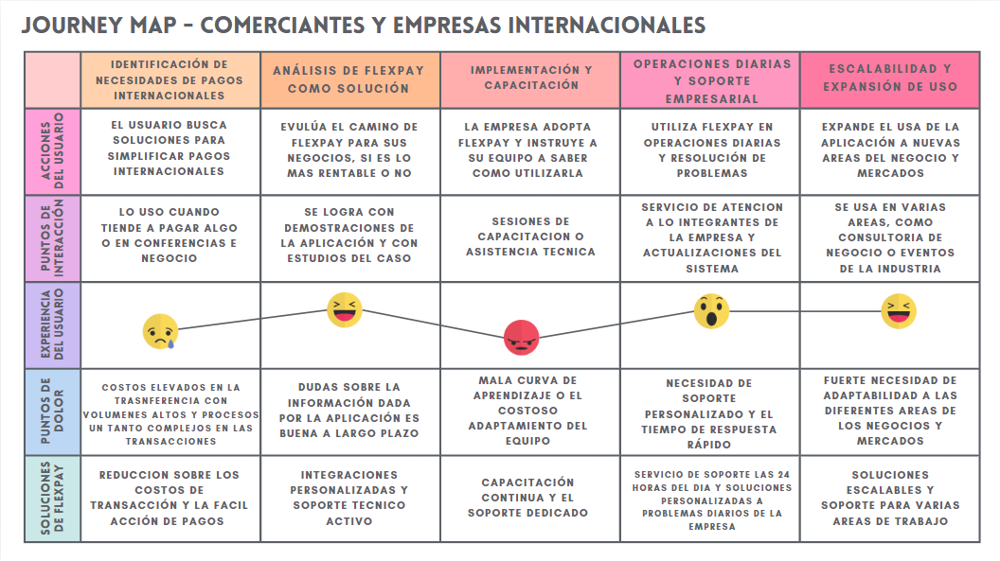 JOURNEY MAP - COMERCIANTES Y EMPRESAS INTERNACIONALES
IDENTIFICACIÓN DE
NECESIDADES DE PAGOS
INTERNACIONALES
ANÁLISIS DE FLEXPAY
COMO SOLUCIÓN
IMPLEMENTACIÓN Y
CAPACITACIÓN
OPERACIONES DIARIAS
Y SOPORTE
EMPRESARIAL
ESCALABILIDAD Y
EXPANSIÓN DE USO
ACCIONES
DEL USUARIO
EL USUARIO BUSCA
SOLUCIONES PARA
SIMPLIFICAR PAGOS
INTERNACIONALES
EVULÚA EL CAMINO DE
FLEXPAY PARA SUS
NEGOCIOS, SI ES LO
MAS RENTABLE O NO
LA EMPRESA ADOPTA
FLEXPAY Y INSTRUYE A
SU EQUIPO A SABER
COMO UTILIZARLA
UTILIZA FLEXPAY EN
OPERACIONES DIARIAS
Y RESOLUCIÓN DE
PROBLEMAS
EXPANDE EL USA DE LA
APLICACIÓN A NUEVAS
AREAS DEL NEGOCIO Y
MERCADOS
PUNTOS DE
INTERACCIÓN
LO USO CUANDO
TIENDE A PAGAR ALGO
O EN CONFERENCIAS E
NEGOCIO
SE LOGRA CON
DEMOSTRACIONES DE
LA APLICACIÓN Y CON
ESTUDIOS DEL CASO
SESIONES DE
CAPACITACION O
ASISTENCIA TECNICA
SERVICIO DE ATENCION
A LO INTEGRANTES DE
LA EMPRESA Y
ACTUALIZACIONES DEL
SISTEMA
SE USA EN VARIAS
AREAS, COMO
CONSULTORIA DE
NEGOCIO O EVENTOS
DE LA INDUSTRIA
EXPERIENCIA
DEL USUARIO
PUNTOS DE
DOLOR
COSTOS ELEVADOS EN LA
TRASNFERENCIA CON
VOLUMENES ALTOS Y PROCESOS
UN TANTO COMPLEJOS EN LAS
TRANSACCIONES
DUDAS SOBRE LA
INFORMACIÓN DADA
POR LA APLICACIÓN ES
BUENA A LARGO PLAZO
MALA CURVA DE
APRENDIZAJE O EL
COSTOSO
ADAPTAMIENTO DEL
EQUIPO
NECESIDAD DE
SOPORTE
PERSONALIZADO Y EL
TIEMPO DE RESPUESTA
RÁPIDO
FUERTE NECESIDAD DE
ADAPTABILIDAD A LAS
DIFERENTES AREAS DE
LOS NEGOCIOS Y
MERCADOS
SOLUCIONES
DE FLEXPAY
REDUCCION SOBRE LOS
COSTOS DE
TRANSACCIÓN Y LA FACIL
ACCIÓN DE PAGOS
INTEGRACIONES
PERSONALIZADAS Y
SOPORTE TECNICO
ACTIVO
CAPACITACIÓN
CONTINUA Y EL
SOPORTE DEDICADO
SERVICIO DE SOPORTE LAS 24
HORAS DEL DIA Y SOLUCIONES
PERSONALIZADAS A
PROBLEMAS DIARIOS DE LA
EMPRESA
SOLUCIONES
ESCALABLES Y
SOPORTE PARA VARIAS
AREAS DE TRABAJO